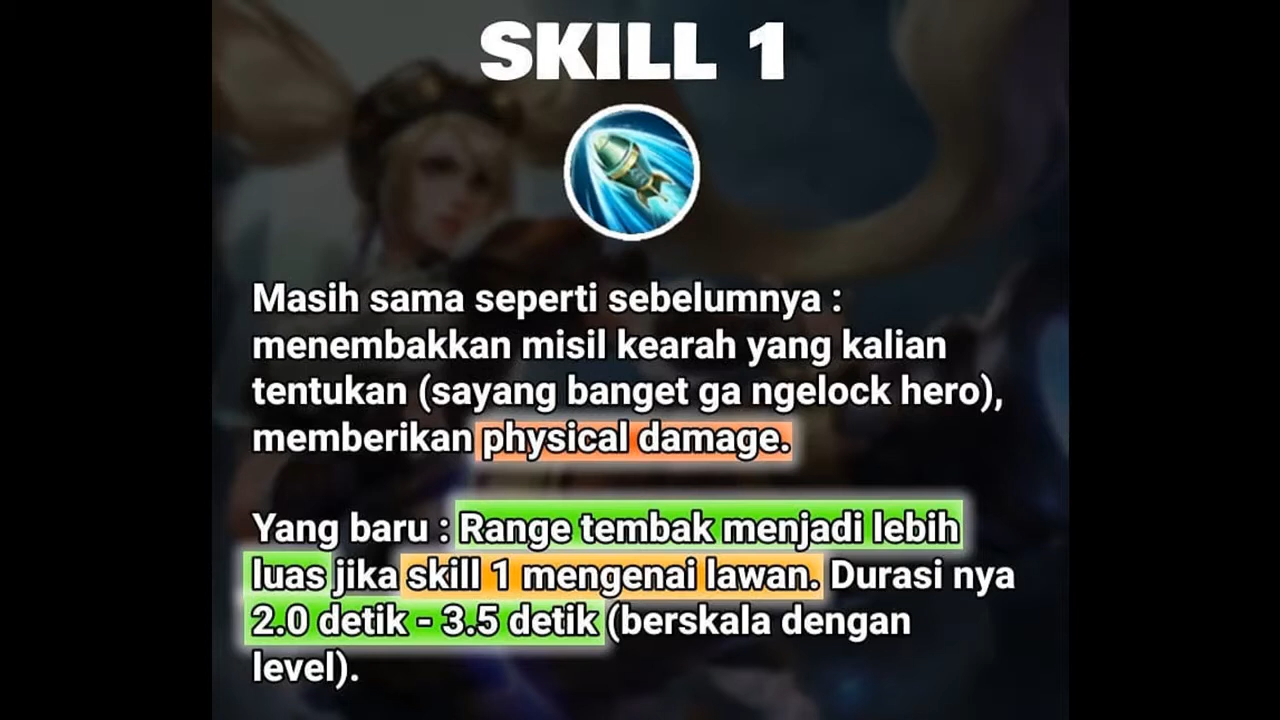 SKILL 1
Masih sama seperti sebelumnya :
menembakkan misil kearah yang kalian
tentukan (sayang banget ga ngelock hero),
memberikan physical damage.
Yang baru : Range tembak menjadi lebih
luas jika skill 1 mengenai lawan. Durasi nya
2.0 detik - 3.5 detik (berskala dengan
level).